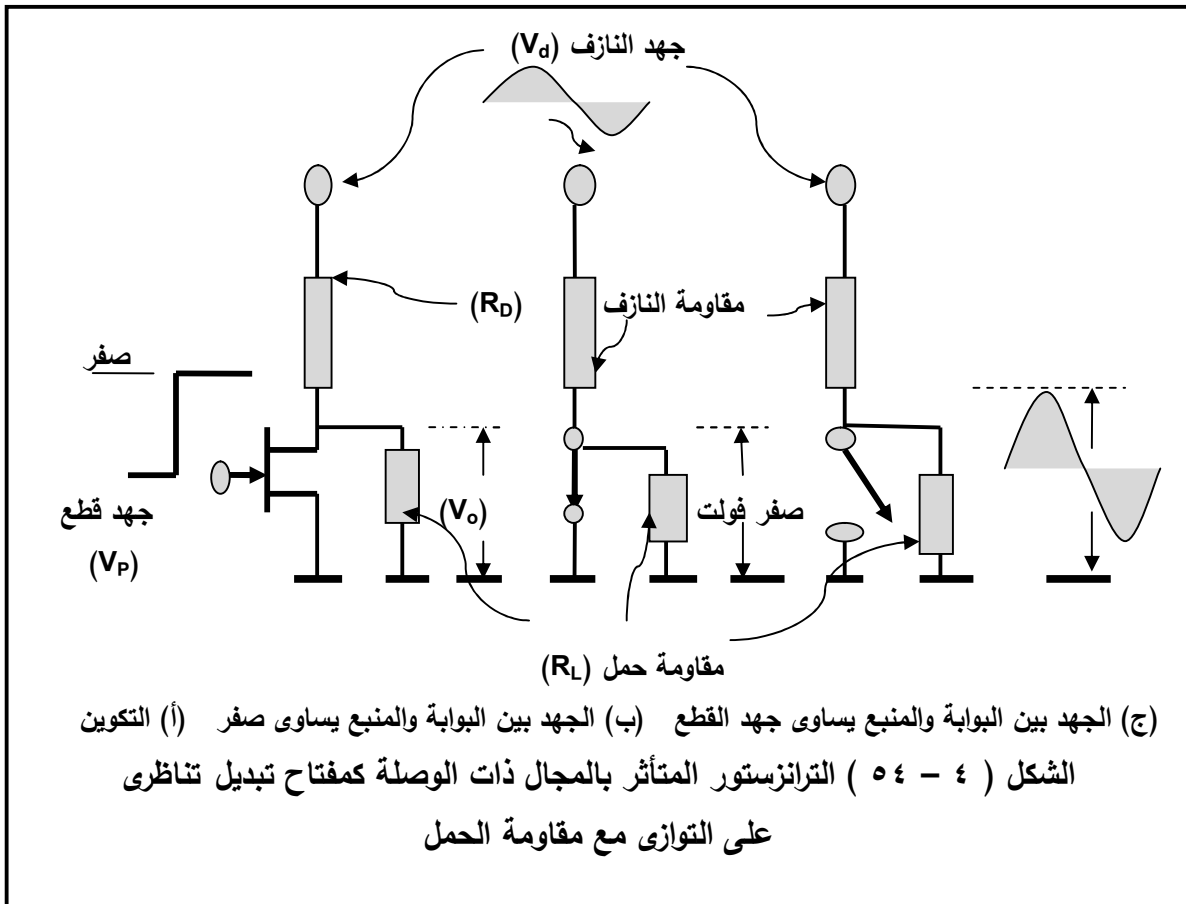 جهد النازف (Vd)
(RD)
مقاومة النازف
صفر
جهد قطع
(VP)
(Vo)
صفر فولت
مقاومة حمل (RL)
(أ) التكوين (ب) الجهد بين البوابة والمنبع يساوى صفر (ج) الجهد بين البوابة والمنبع يساوى جهد القطع
الشكل ( ٤ – ٥٤ ) الترانزستور المتأثر بالمجال ذات الوصلة كمفتاح تبديل تناظرى
على التوازى مع مقاومة الحمل